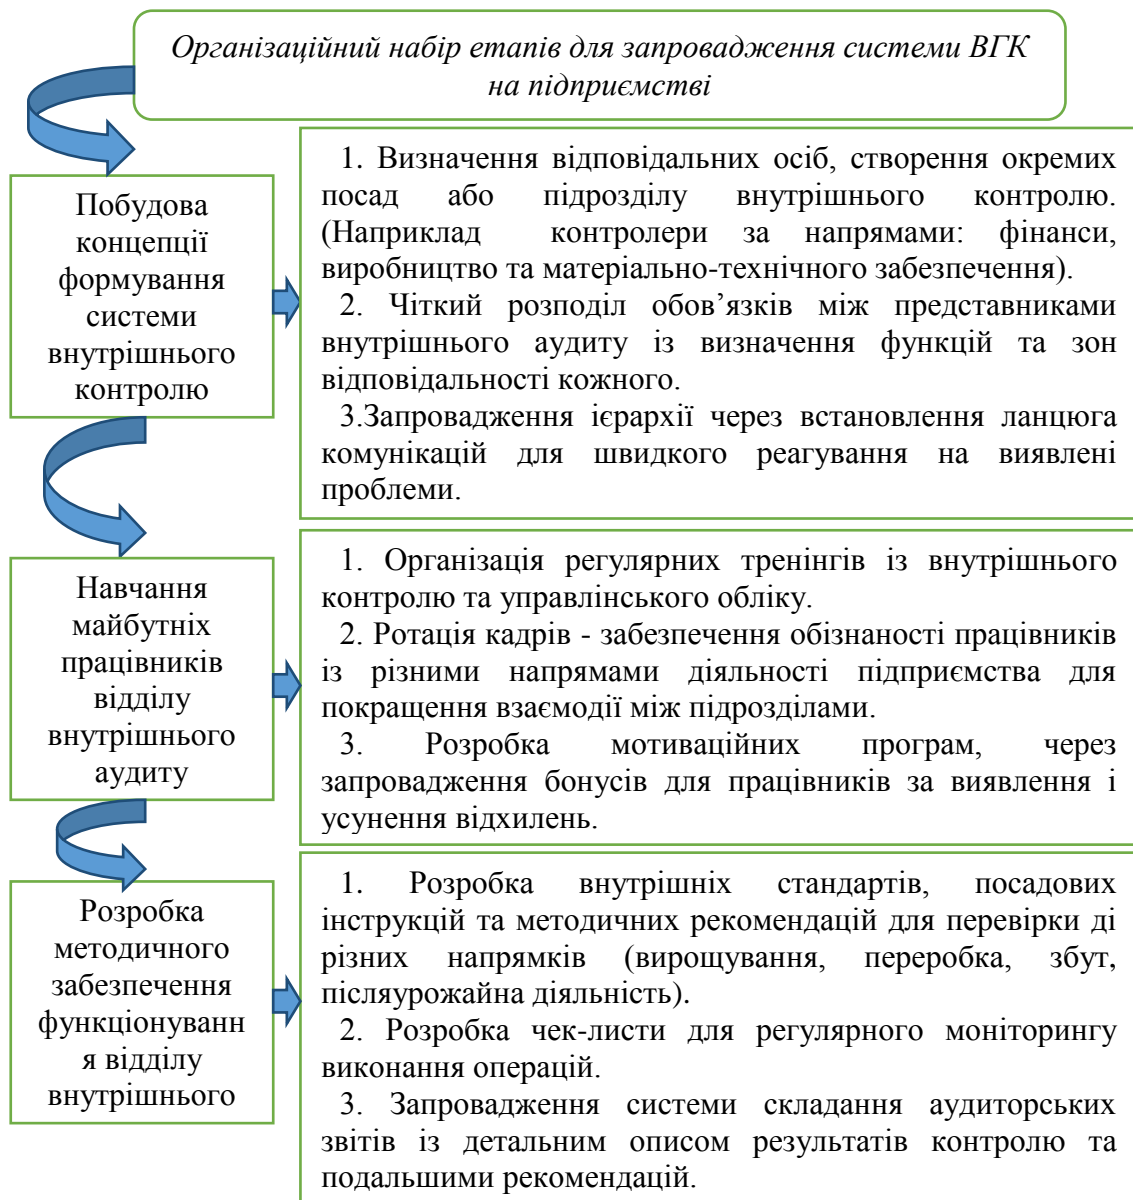 Організаційний набір етапів для запровадження системи ВГК
на підприємстві
Побудова
концепції
формування
системи
внутрішнього
контролю
1. Визначення відповідальних осіб, створення окремих
посад або підрозділу внутрішнього контролю.
(Наприклад контролери за напрямами: фінанси,
виробництво та матеріально-технічного забезпечення).
2. Чіткий розподіл обов’язків між представниками
внутрішнього аудиту із визначення функцій та зон
відповідальності кожного.
3.Запровадження ієрархії через встановлення ланцюга
комунікацій для швидкого реагування на виявлені
проблеми.
Навчання
майбутніх
працівників
відділу
внутрішнього
аудиту
1. Організація регулярних тренінгів із внутрішнього
контролю та управлінського обліку.
2. Ротація кадрів - забезпечення обізнаності працівників
із різними напрямами діяльності підприємства для
покращення взаємодії між підрозділами.
3. Розробка мотиваційних програм, через
запровадження бонусів для працівників за виявлення і
усунення відхилень.
Розробка
методичного
забезпечення
функціонуванн
я відділу
внутрішнього
1. Розробка внутрішніх стандартів, посадових
інструкцій та методичних рекомендацій для перевірки ді
різних напрямків (вирощування, переробка, збут,
післяурожайна діяльність).
2. Розробка чек-листи для регулярного моніторингу
виконання операцій.
3. Запровадження системи складання аудиторських
звітів із детальним описом результатів контролю та
подальшими рекомендацій.